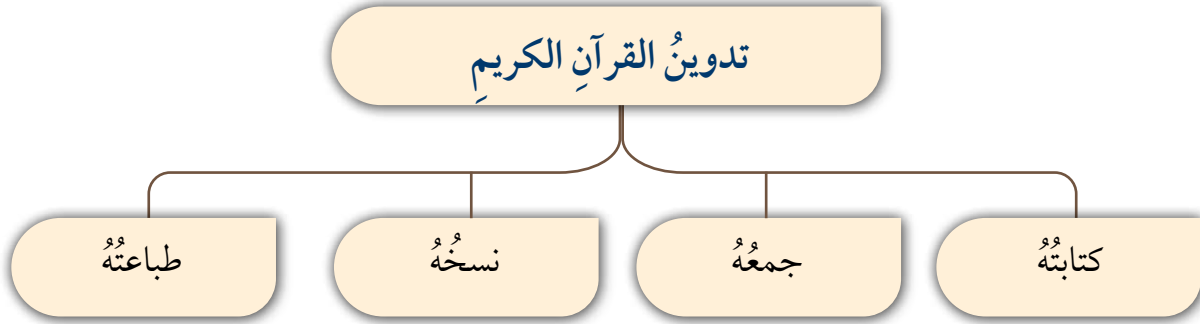 تدوينُ القرآنِ الكريمِ
كتابتُهُ
جمعُهُ
نسخُهُ
طباعتُهُ